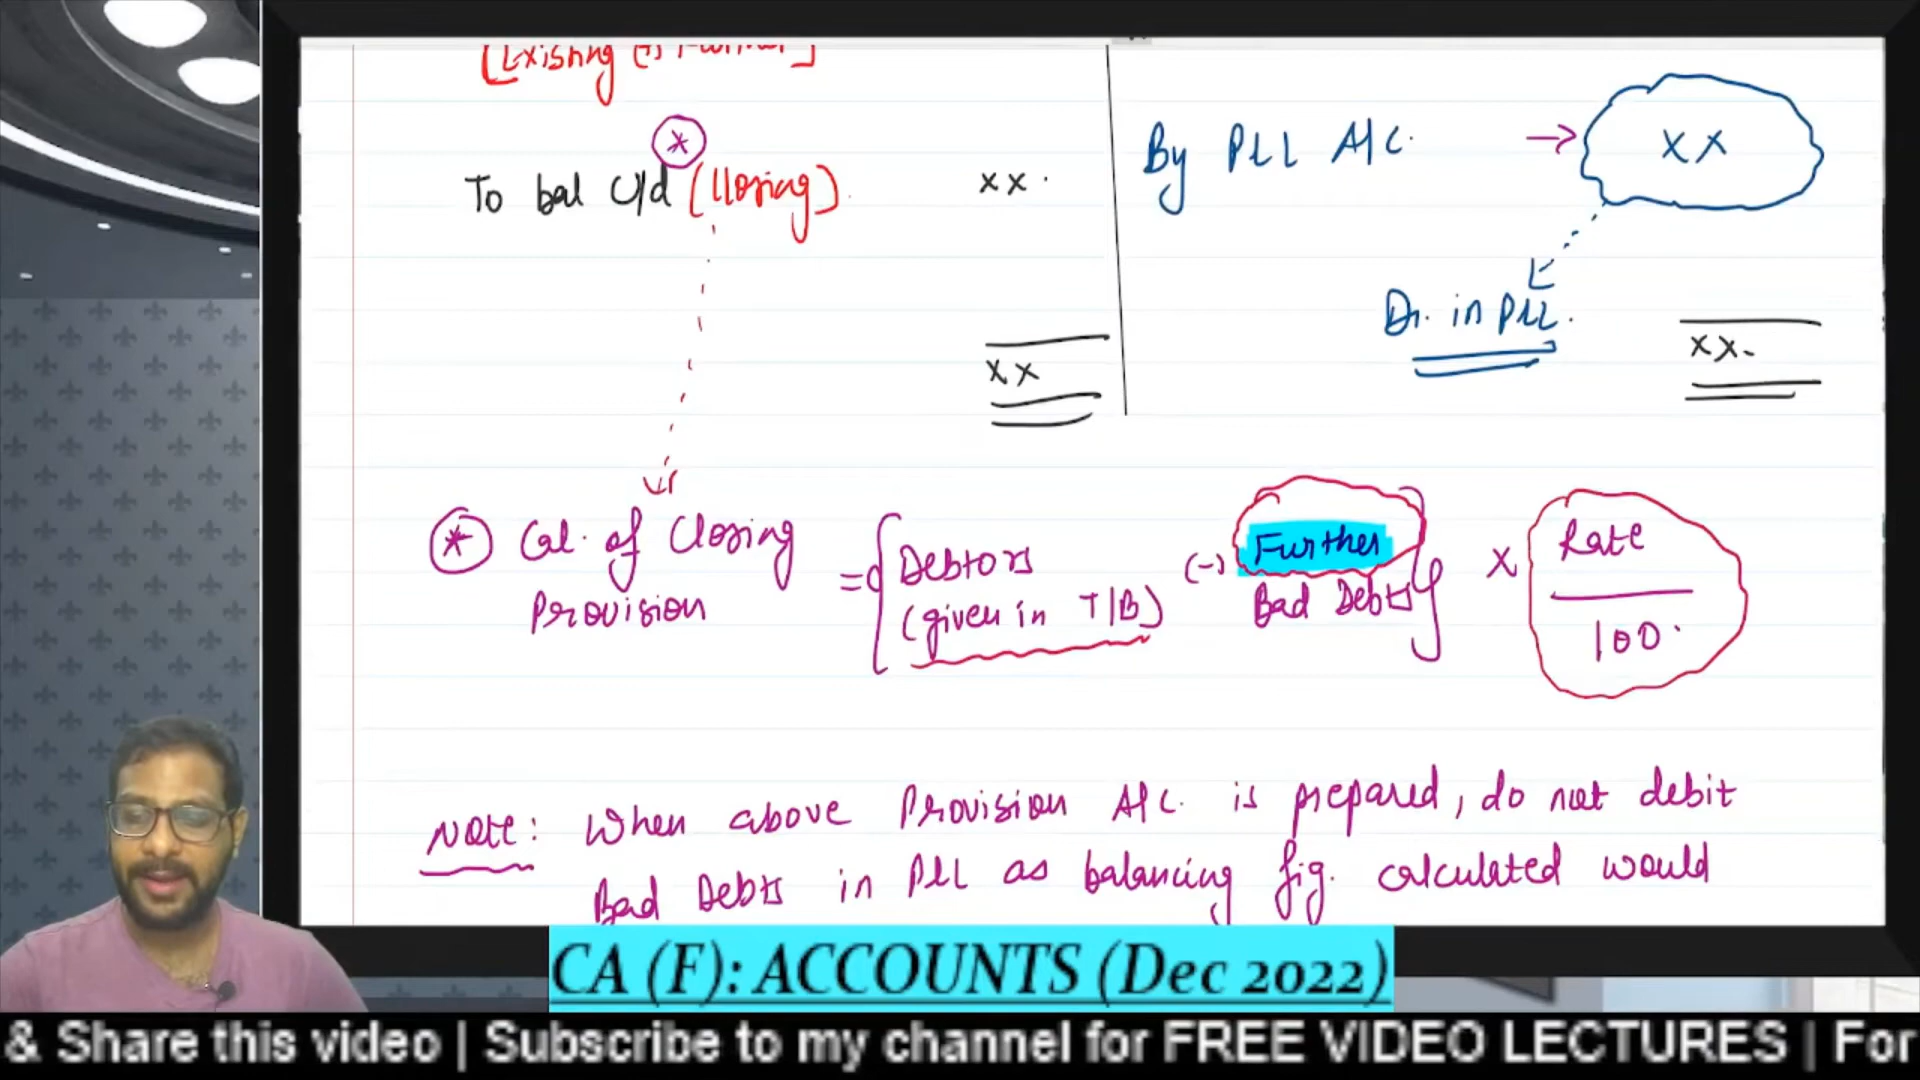 [Existing (+) Further]
*
To bal c/d (Closing)
xx.
xx
By P&L A/c.
→ xx
Dr. in P&L.
xx.
* Cal. of Closing Provision = { Debtors (given in T/B) (-) Further Bad Debts } x Rate / 100.
Note: When above Provision A/c. is prepared, do not debit
Bad Debts in P&L as balancing fig. calculated would
CA (F): ACCOUNTS (Dec 2022)
& Share this video | Subscribe to my channel for FREE VIDEO LECTURES | For